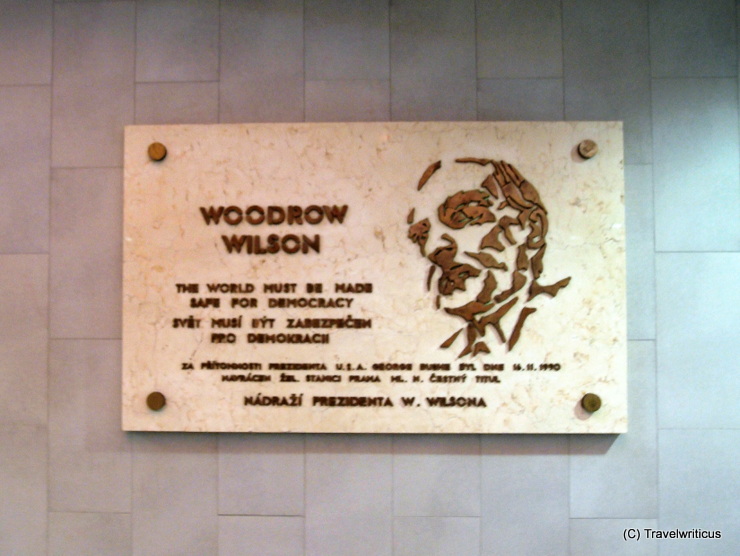 WOODROW
WILSON
THE WORLD MUST BE MADE
SAFE FOR DEMOCRACY
SVĚT MUSÍ BÝT ZABEZPEČEN
PRO DEMOKRACII
ZA PŘÍTOMNOSTI PREZIDENTA U.S.A. GEORGE BUSHE BYL DNE 16.11.1990
NAVRÁCEN ŽEL. STANICI PRAHA HL. N. ČESTNÝ TITUL
NÁDRAŽÍ PREZIDENTA W. WILSONA
(C) Travelwriticus